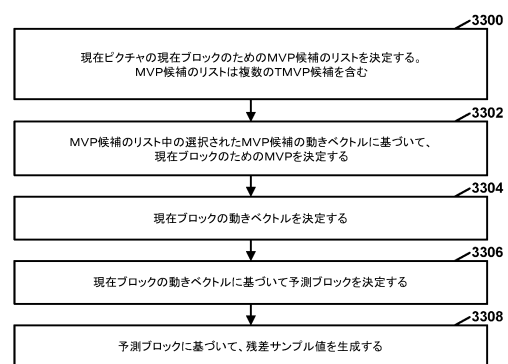 3300
現在ピクチャの現在ブロックのためのMVP候補のリストを決定する。
MVP候補のリストは複数のTMVP候補を含む
3302
MVP候補のリスト中の選択されたMVP候補の動きベクトルに基づいて、
現在ブロックのためのMVPを決定する
3304
現在ブロックの動きベクトルを決定する
3306
現在ブロックの動きベクトルに基づいて予測ブロックを決定する
3308
予測ブロックに基づいて、残差サンプル値を生成する